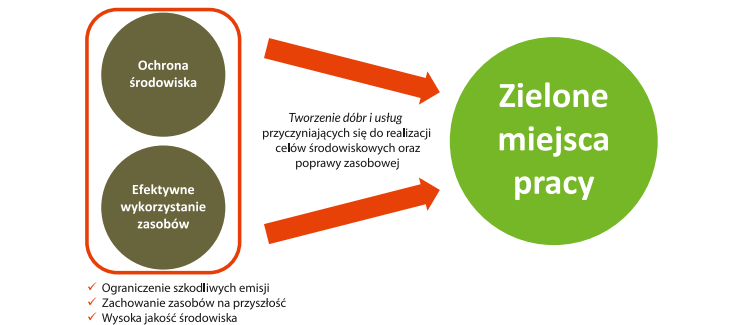 Ochrona
środowiska
Efektywne
wykorzystanie
zasobów
Tworzenie dóbr i usług
przyczyniających się do realizacji
celów środowiskowych oraz
poprawy zasobowej
Zielone
miejsca
pracy
✓ Ograniczenie szkodliwych emisji
✓ Zachowanie zasobów na przyszłość
✓ Wysoka jakość środowiska